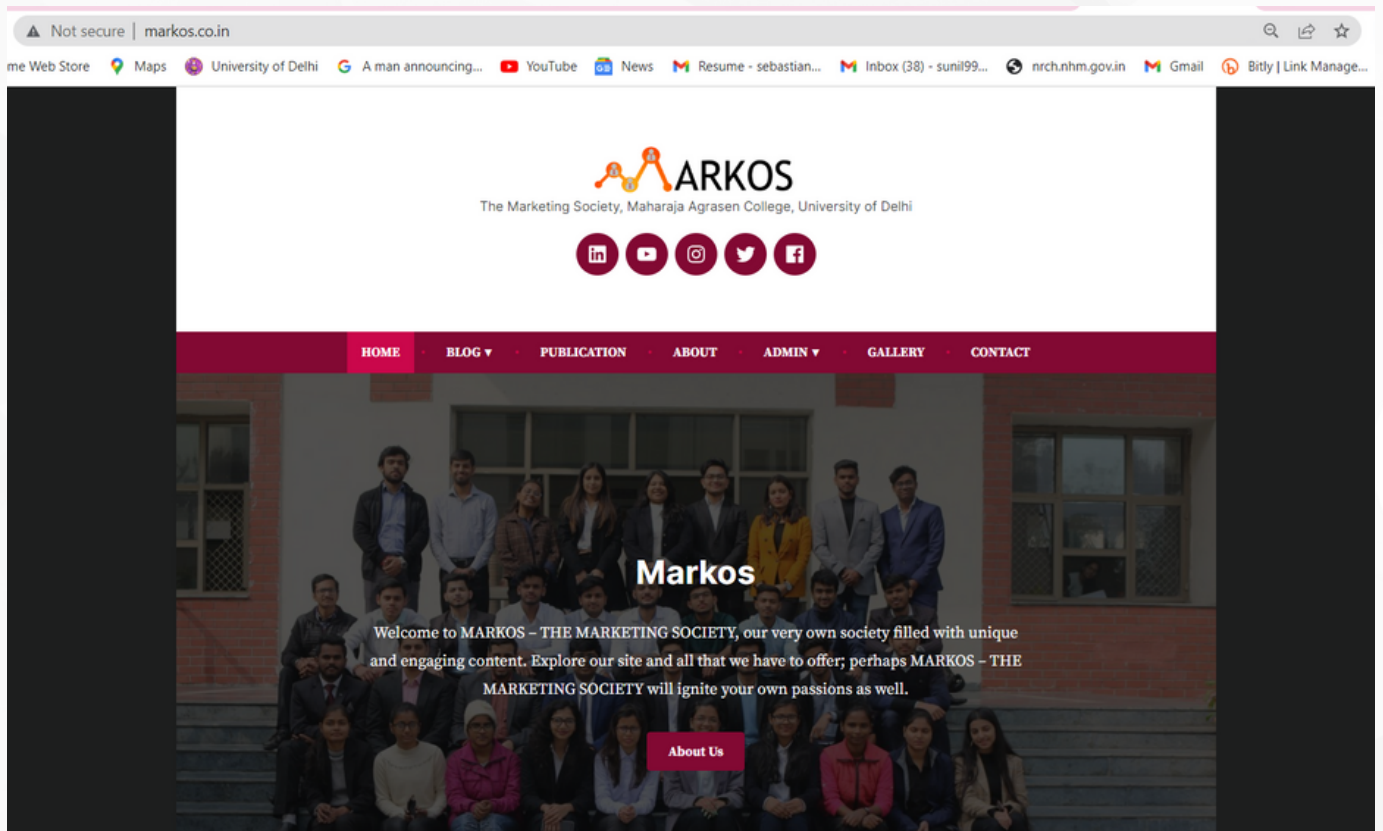 Not secure | markos.co.in
me Web Store Maps University of Delhi A man announcing... YouTube News Resume - sebastian... Inbox (38) - sunil99... nrch.nhm.gov.in Gmail Bitly | Link Manage...
MARKOS
The Marketing Society, Maharaja Agrasen College, University of Delhi
HOME BLOG ▾ PUBLICATION ABOUT ADMIN ▾ GALLERY CONTACT
Markos
Welcome to MARKOS – THE MARKETING SOCIETY, our very own society filled with unique
and engaging content. Explore our site and all that we have to offer; perhaps MARKOS – THE
MARKETING SOCIETY will ignite your own passions as well.
About Us